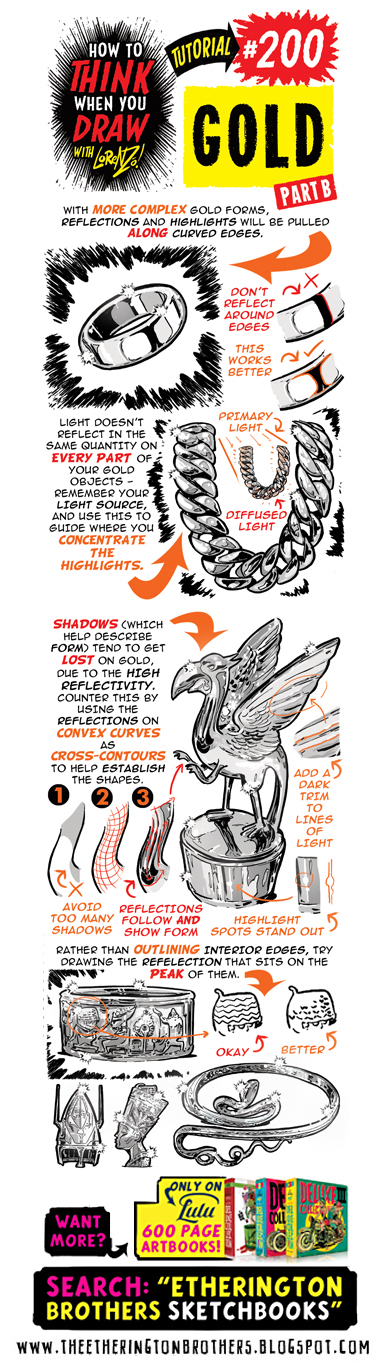 HOW TO
THINK
WHEN YOU
DRAW
WITH LORENZO!
TUTORIAL
#200
GOLD
PART B
WITH MORE COMPLEX GOLD FORMS,
REFLECTIONS AND HIGHLIGHTS WILL BE PULLED
ALONG CURVED EDGES.
DON'T
REFLECT
AROUND
EDGES
THIS
WORKS
BETTER
LIGHT DOESN'T
REFLECT IN THE
SAME QUANTITY ON
EVERY PART OF
YOUR GOLD
OBJECTS -
REMEMBER YOUR
LIGHT SOURCE,
AND USE THIS TO
GUIDE WHERE YOU
CONCENTRATE
THE
HIGHLIGHTS.
PRIMARY
LIGHT
DIFFUSED
LIGHT
SHADOWS (WHICH
HELP DESCRIBE
FORM) TEND TO GET
LOST ON GOLD,
DUE TO THE HIGH
REFLECTIVITY.
COUNTER THIS BY
USING THE
REFLECTIONS ON
CONVEX CURVES
AS
CROSS-CONTOURS
TO HELP ESTABLISH
THE SHAPES.
ADD A
DARK
TRIM
TO
LINES
OF
LIGHT
1 2 3
AVOID
TOO MANY
SHADOWS
REFLECTIONS
FOLLOW AND
SHOW FORM
HIGHLIGHT
SPOTS STAND OUT
RATHER THAN OUTLINING INTERIOR EDGES, TRY
DRAWING THE REFELECTION THAT SITS ON THE
PEAK OF THEM.
OKAY
BETTER
WANT
MORE?
ONLY ON
Lulu
600 PAGE
ARTBOOKS!
DELUXE III
SEARCH: "ETHERINGTON
BROTHERS SKETCHBOOKS"
WWW.THEETHERINGTONBROTHERS.BLOGSPOT.COM